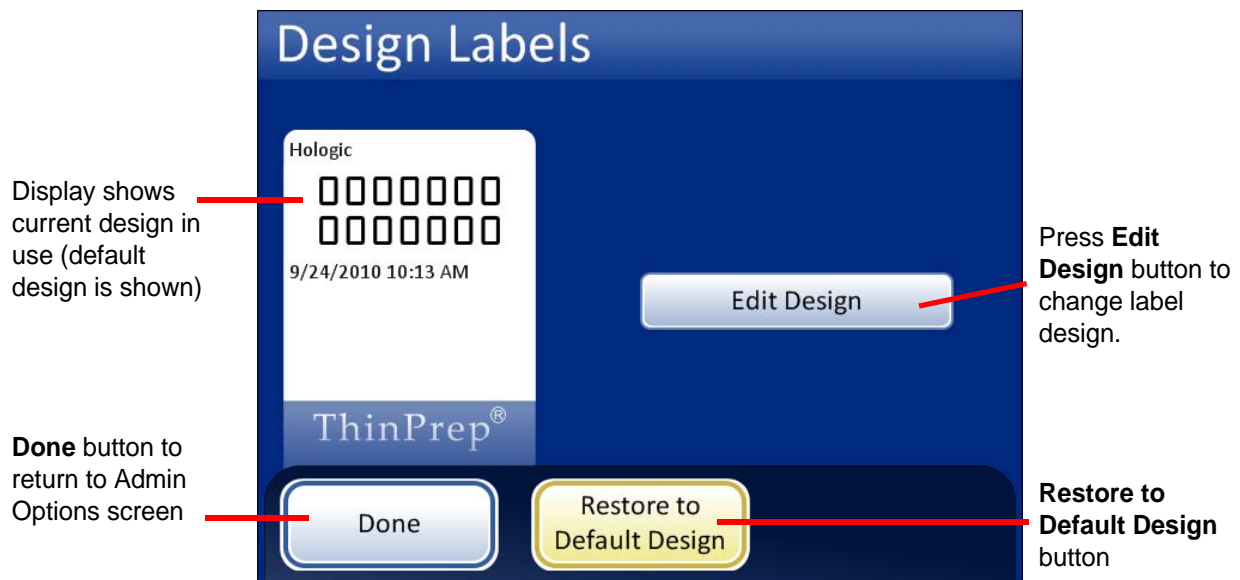 Design Labels
Display shows
current design in
use (default
design is shown)
Hologic
0000000
0000000
9/24/2010 10:13 AM
ThinPrep®
Edit Design
Press Edit
Design button to
change label
design.
Done button to
return to Admin
Options screen
Done
Restore to
Default Design
Restore to
Default Design
button